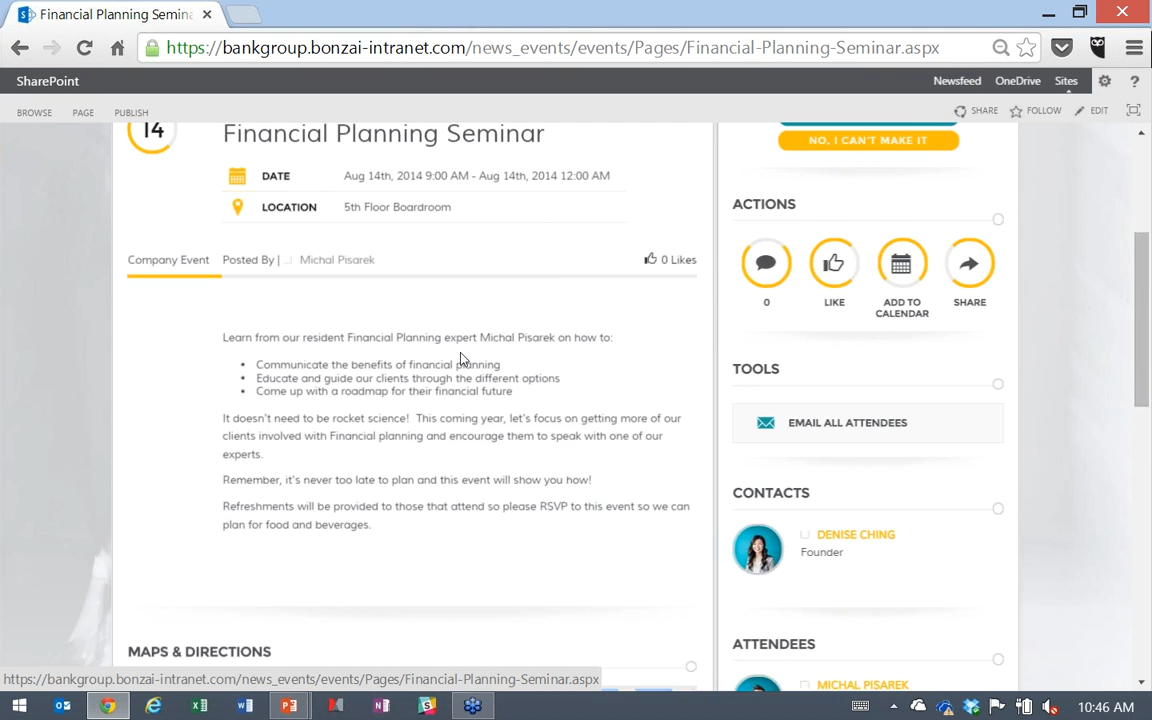 Financial Planning Semina
https://bankgroup.bonzai-intranet.com/news_events/events/Pages/Financial-Planning-Seminar.aspx
SharePoint
Newsfeed OneDrive Sites ?
BROWSE PAGE PUBLISH
SHARE FOLLOW EDIT
14
Financial Planning Seminar
DATE Aug 14th, 2014 9:00 AM - Aug 14th, 2014 12:00 AM
LOCATION 5th Floor Boardroom
Company Event Posted By | Michal Pisarek 0 Likes
Learn from our resident Financial Planning expert Michal Pisarek on how to:
• Communicate the benefits of financial planning
• Educate and guide our clients through the different options
• Come up with a roadmap for their financial future
It doesn't need to be rocket science! This coming year, let's focus on getting more of our
clients involved with Financial planning and encourage them to speak with one of our
experts.
Remember, it's never too late to plan and this event will show you how!
Refreshments will be provided to those that attend so please RSVP to this event so we can
plan for food and beverages.
MAPS & DIRECTIONS
NO, I CAN'T MAKE IT
ACTIONS
0 LIKE ADD TO SHARE
CALENDAR
TOOLS
EMAIL ALL ATTENDEES
CONTACTS
DENISE CHING
Founder
ATTENDEES
MICHAL PISAREK
https://bankgroup.bonzai-intranet.com/news_events/events/Pages/Financial-Planning-Seminar.aspx
10:46 AM